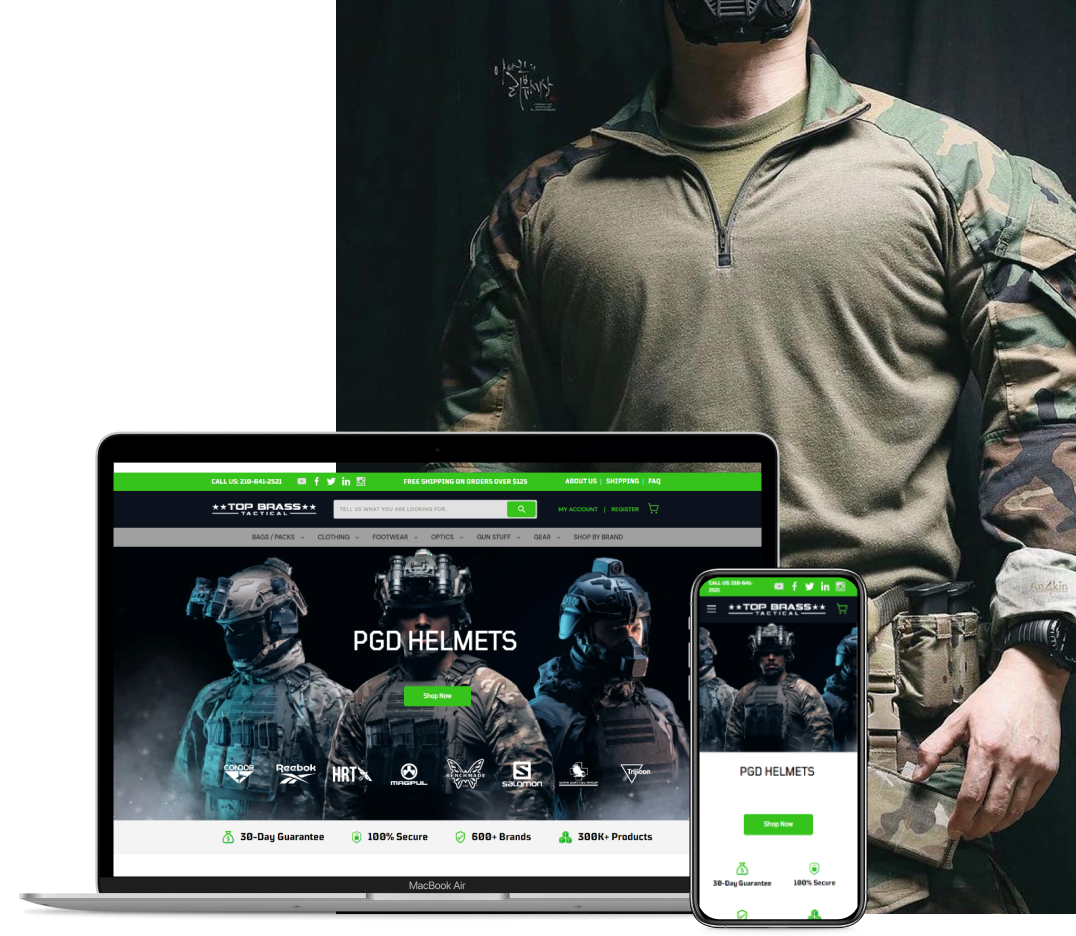 CALL US: 210-641-2521
FREE SHIPPING ON ORDERS OVER $125
ABOUT US | SHIPPING | FAQ
★★TOP BRASS★★
TACTICAL
TELL US WHAT YOU ARE LOOKING FOR..
MY ACCOUNT | REGISTER
BAGS / PACKS
CLOTHING
FOOTWEAR
OPTICS
GUN STUFF
GEAR
SHOP BY BRAND
PGD HELMETS
Shop Now
CONDOR
Reebok
HRT
MAGPUL
BENCHMADE
SALOMON
Trijicon
30-Day Guarantee
100% Secure
600+ Brands
300K+ Products
MacBook Air
CALL US: 210-641-
2521
★★TOP BRASS★★
TACTICAL
PGD HELMETS
Shop Now
30-Day Guarantee
100% Secure
An4kin